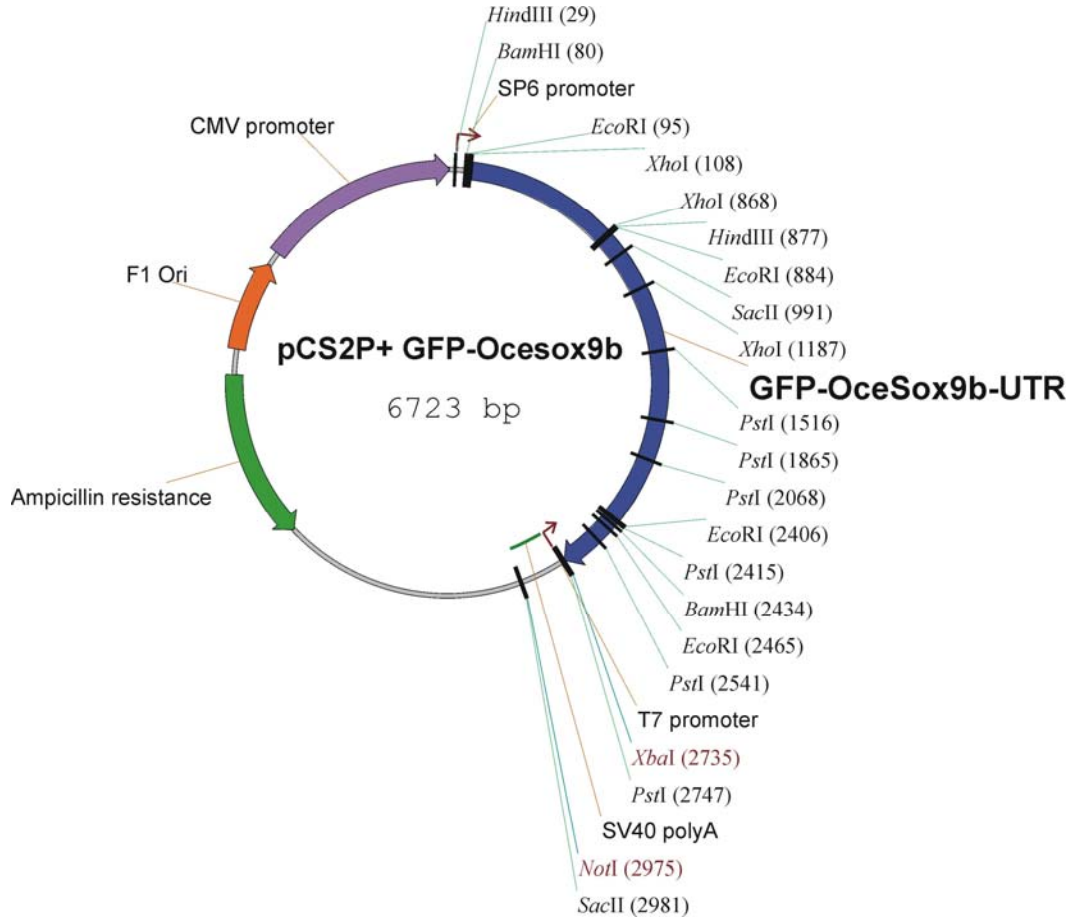 HindIII (29)
BamHI (80)
SP6 promoter
CMV promoter
EcoRI (95)
XhoI (108)
XhoI (868)
HindIII (877)
F1 Ori
EcoRI (884)
SacII (991)
XhoI (1187)
pCS2P+ GFP-Ocesox9b
GFP-OceSox9b-UTR
6723 bp
PstI (1516)
PstI (1865)
Ampicillin resistance
PstI (2068)
EcoRI (2406)
PstI (2415)
BamHI (2434)
EcoRI (2465)
PstI (2541)
T7 promoter
XbaI (2735)
PstI (2747)
SV40 polyA
NotI (2975)
SacII (2981)